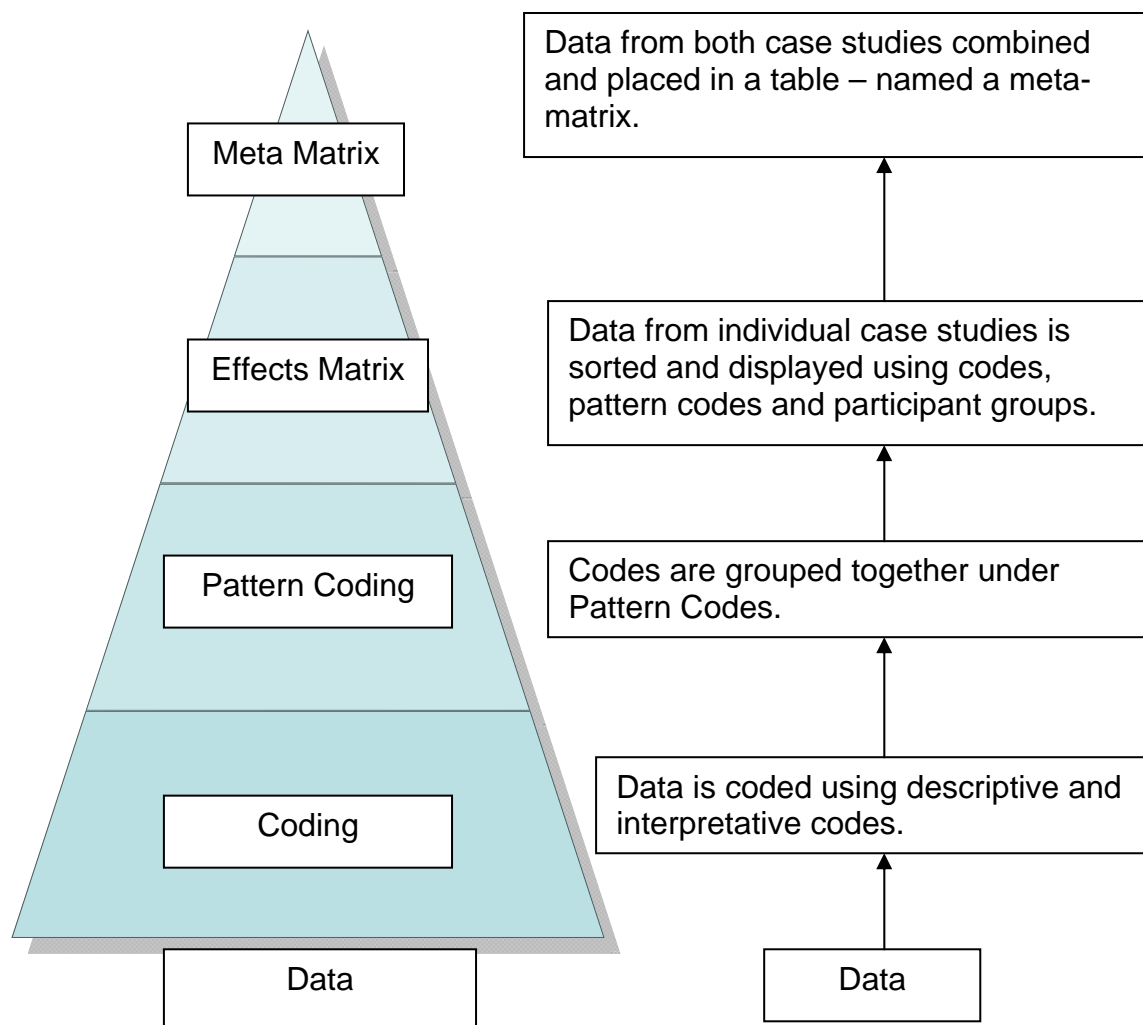 Meta Matrix
Data from both case studies combined
and placed in a table – named a meta-
matrix.
Effects Matrix
Data from individual case studies is
sorted and displayed using codes,
pattern codes and participant groups.
Pattern Coding
Codes are grouped together under
Pattern Codes.
Coding
Data is coded using descriptive and
interpretative codes.
Data
Data